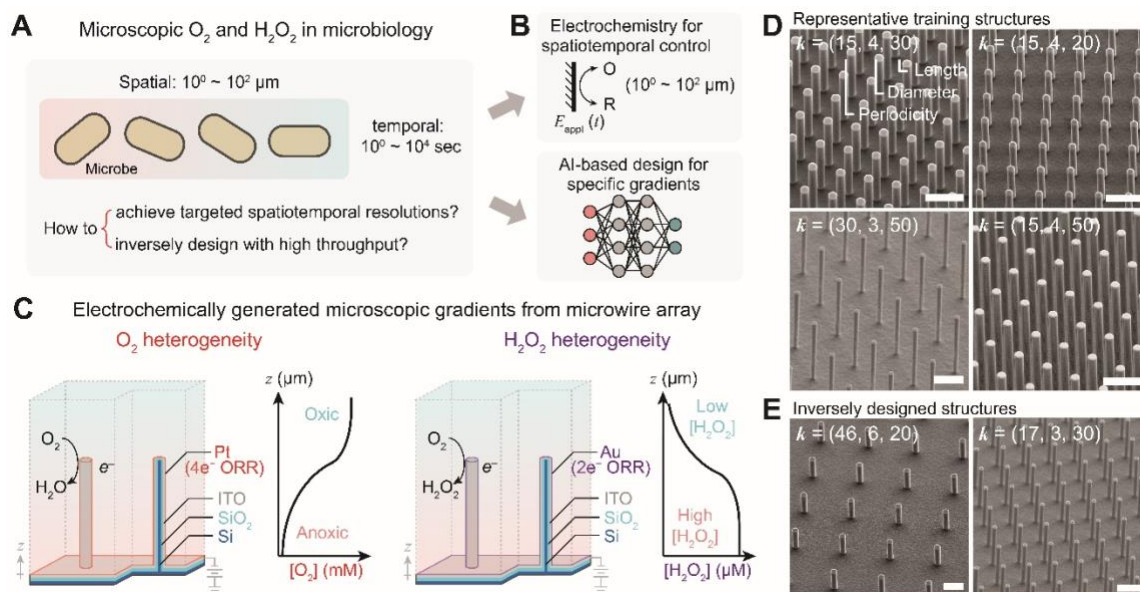 A
Microscopic O₂ and H₂O₂ in microbiology
Spatial: 10⁰ ~ 10² µm
Microbe
temporal:
10⁰ ~ 10⁴ sec
How to
achieve targeted spatiotemporal resolutions?
inversely design with high throughput?
B
Electrochemistry
for spatiotemporal control
O
R
(10⁰ ~ 10² µm)
E_appl (t)
AI-based design for
specific gradients
C
Electrochemically generated microscopic gradients from microwire array
O₂ heterogeneity
O₂
H₂O
e⁻
Pt
(4e⁻ ORR)
ITO
SiO₂
Si
z
z (µm)
Oxic
Anoxic
[O₂] (mM)
H₂O₂ heterogeneity
O₂
H₂O₂
e⁻
Au
(2e⁻ ORR)
ITO
SiO₂
Si
z
z (µm)
Low
[H₂O₂]
High
[H₂O₂]
[H₂O₂] (µM)
D
Representative training structures
k = (15, 4, 30)
Length
Diameter
Periodicity
k = (15, 4, 20)
k = (30, 3, 50)
k = (15, 4, 50)
E
Inversely designed structures
k = (46, 6, 20)
k = (17, 3, 30)